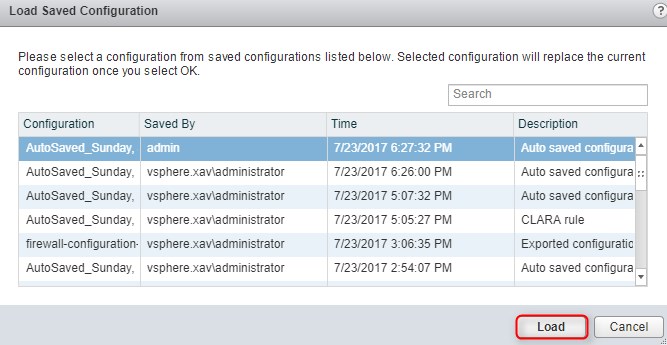 Load Saved Configuration ?
Please select a configuration from saved configurations listed below. Selected configuration will replace the current
configuration once you select OK.
Search
Configuration Saved By Time Description
AutoSaved_Sunday, admin 7/23/2017 6:27:32 PM Auto saved configura
AutoSaved_Sunday, vsphere.xav\administrator 7/23/2017 6:26:00 PM Auto saved configura
AutoSaved_Sunday, vsphere.xav\administrator 7/23/2017 5:07:32 PM Auto saved configura
AutoSaved_Sunday, vsphere.xav\administrator 7/23/2017 5:05:27 PM CLARA rule
firewall-configuration- vsphere.xav\administrator 7/23/2017 3:06:35 PM Exported configuratic
AutoSaved_Sunday, vsphere.xav\administrator 7/23/2017 2:54:07 PM Auto saved configura
Load Cancel